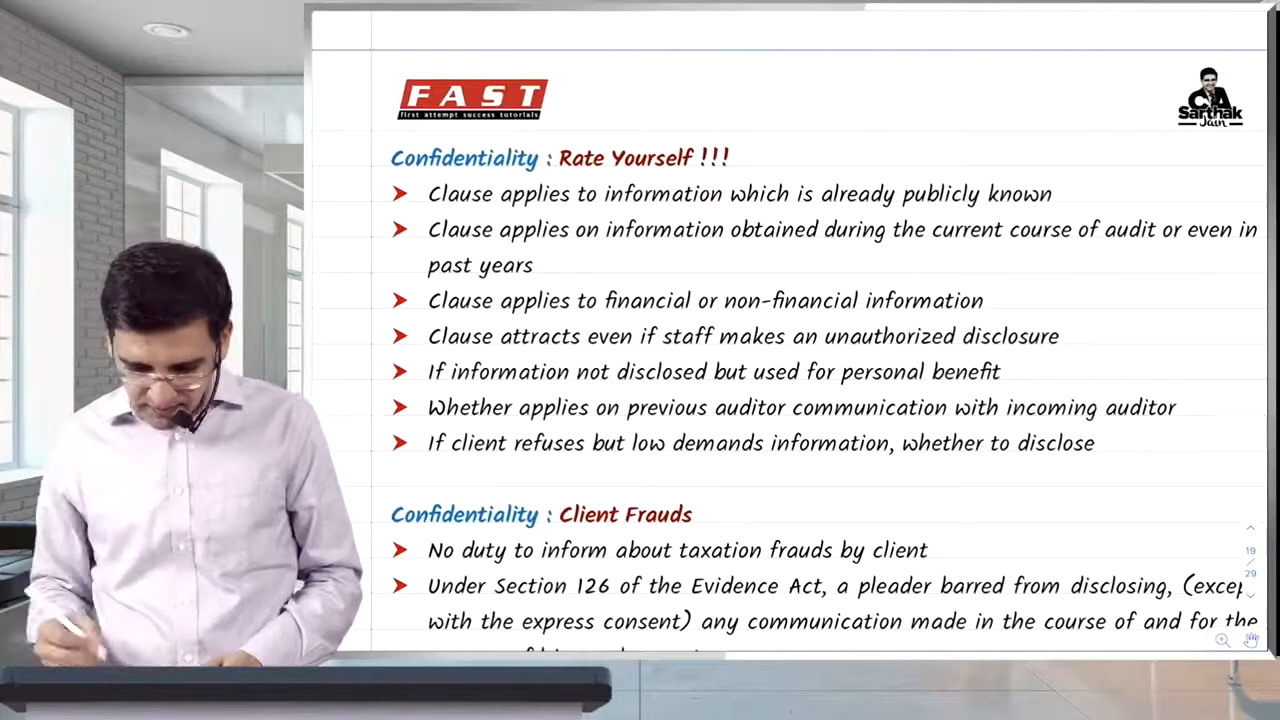 FAST
first attempt success tutorials
CA
Sarthak
Jain
Confidentiality : Rate Yourself !!!
Clause applies to information which is already publicly known
Clause applies on information obtained during the current course of audit or even in
past years
Clause applies to financial or non-financial information
Clause attracts even if staff makes an unauthorized disclosure
If information not disclosed but used for personal benefit
Whether applies on previous auditor communication with incoming auditor
If client refuses but low demands information, whether to disclose
Confidentiality : Client Frauds
No duty to inform about taxation frauds by client
Under Section 126 of the Evidence Act, a pleader barred from disclosing,
with the express consent) any communication made in the course of and for the
19
29